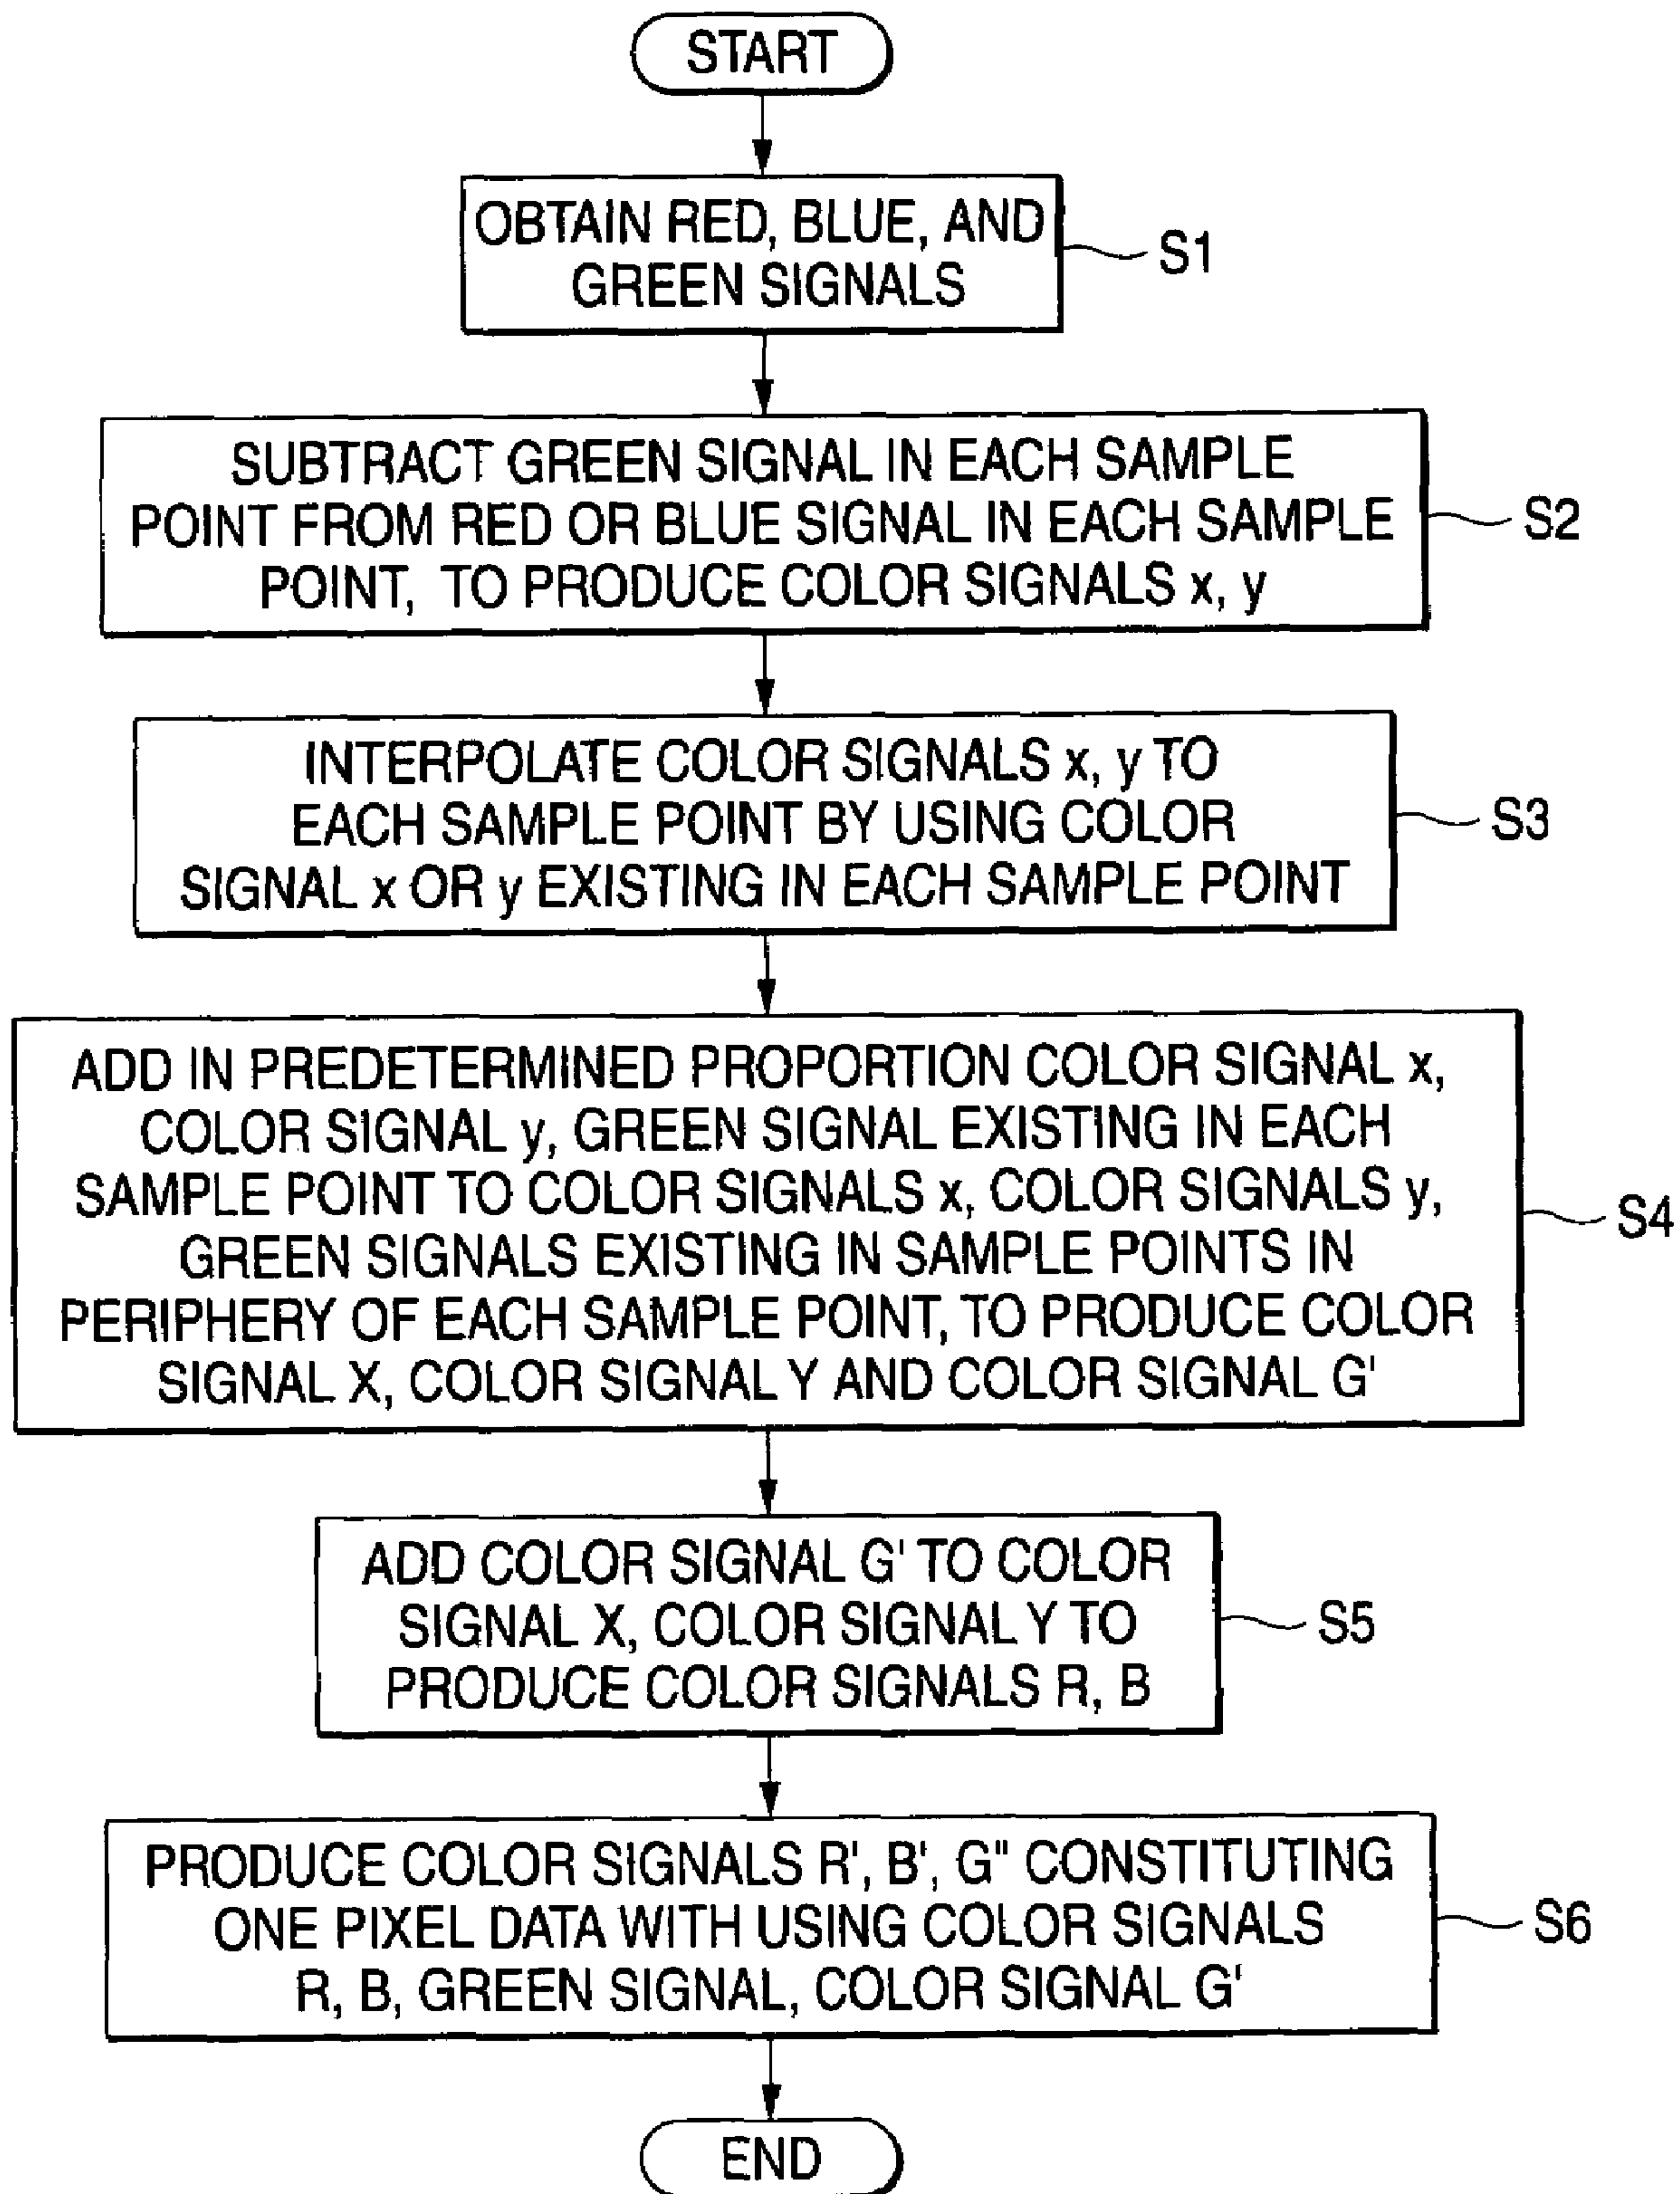 START
OBTAIN RED, BLUE, AND
GREEN SIGNALS
S1
SUBTRACT GREEN SIGNAL IN EACH SAMPLE
POINT FROM RED OR BLUE SIGNAL IN EACH SAMPLE
POINT, TO PRODUCE COLOR SIGNALS x, y
S2
INTERPOLATE COLOR SIGNALS x, y TO
EACH SAMPLE POINT BY USING COLOR
SIGNAL x OR y EXISTING IN EACH SAMPLE POINT
S3
ADD IN PREDETERMINED PROPORTION COLOR SIGNAL x,
COLOR SIGNAL y, GREEN SIGNAL EXISTING IN EACH
SAMPLE POINT TO COLOR SIGNALS x, COLOR SIGNALS y,
GREEN SIGNALS EXISTING IN SAMPLE POINTS IN
PERIPHERY OF EACH SAMPLE POINT, TO PRODUCE COLOR
SIGNAL X, COLOR SIGNAL Y AND COLOR SIGNAL G'
S4
ADD COLOR SIGNAL G' TO COLOR
SIGNAL X, COLOR SIGNAL Y TO
PRODUCE COLOR SIGNALS R, B
S5
PRODUCE COLOR SIGNALS R', B', G" CONSTITUTING
ONE PIXEL DATA WITH USING COLOR SIGNALS
R, B, GREEN SIGNAL, COLOR SIGNAL G'
S6
END